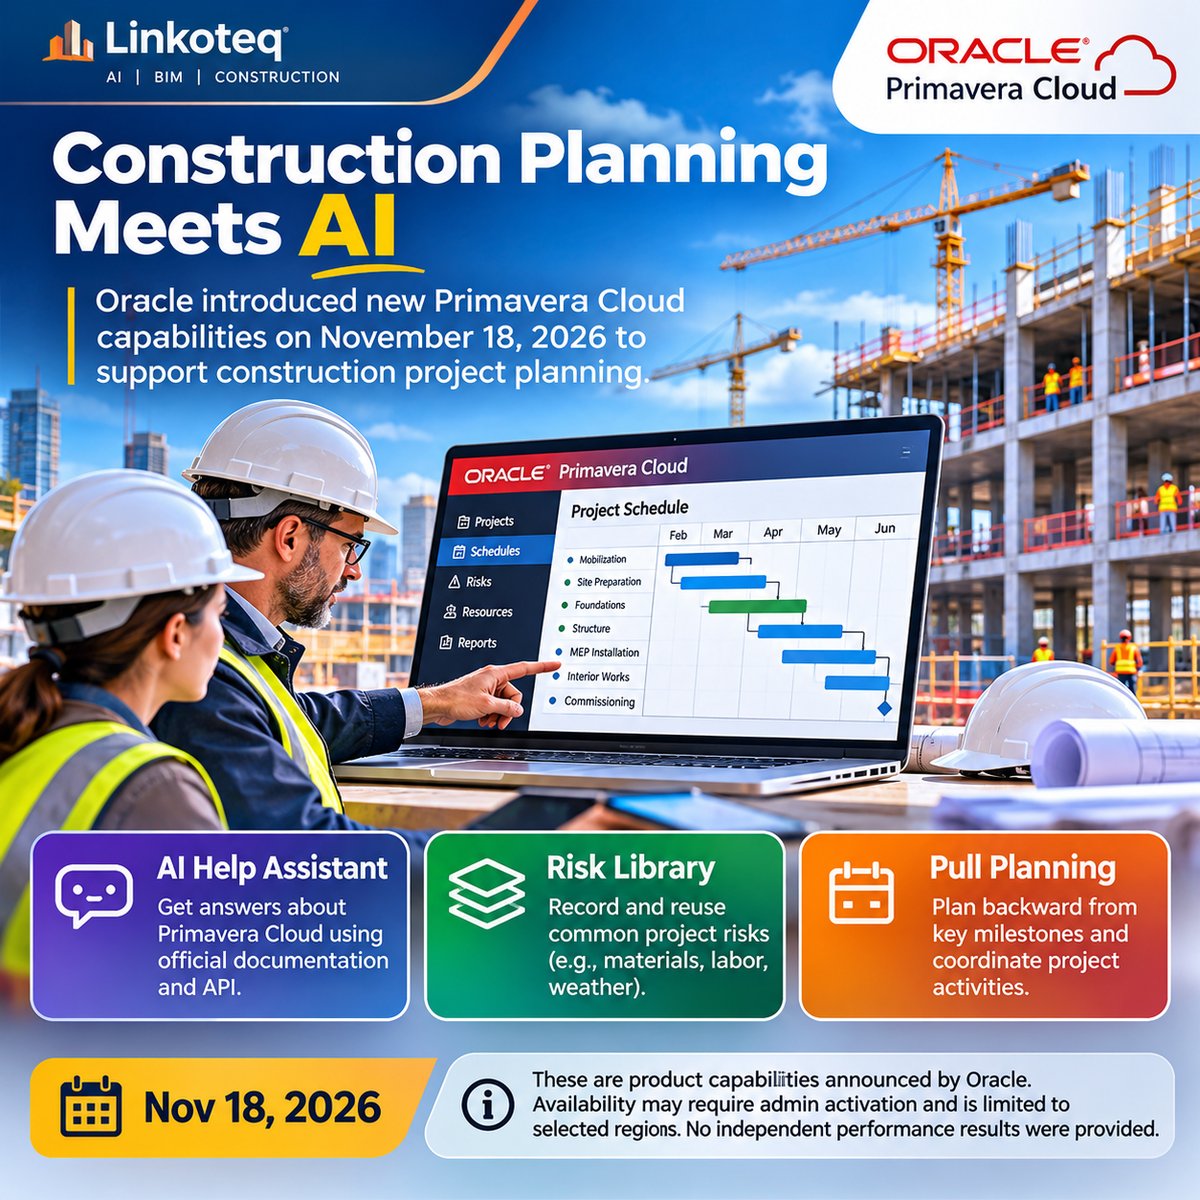 Linkoteq
AI | BIM | CONSTRUCTION
ORACLE®
Primavera Cloud
Construction Planning
Meets AI
Oracle introduced new Primavera Cloud
capabilities on November 18, 2026 to
support construction project planning.
ORACLE® Primavera Cloud
Projects
Schedules
Risks
Resources
Reports
Project Schedule
Feb Mar Apr May Jun
Mobilization
Site Preparation
Foundations
Structure
MEP Installation
Interior Works
Commissioning
AI Help Assistant
Get answers about
Primavera Cloud using
official documentation
and API.
Risk Library
Record and reuse
common project risks
(e.g., materials, labor,
weather).
Pull Planning
Plan backward from
key milestones and
coordinate project
activities.
Nov 18, 2026
These are product capabilities announced by Oracle.
Availability may require admin activation and is limited to
selected regions. No independent performance results were provided.